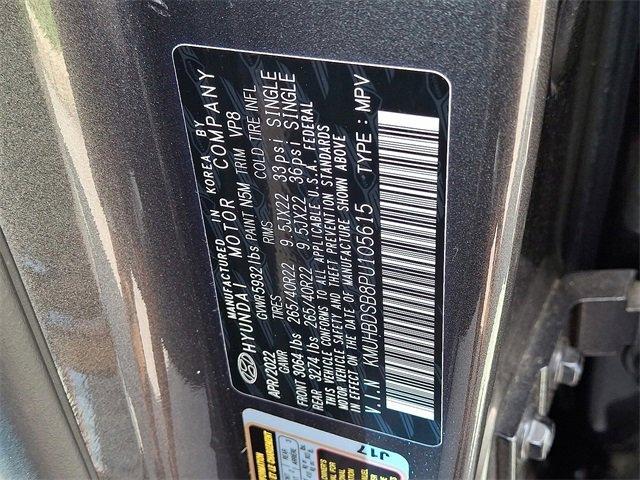 MANUFACTURED IN KOREA BY
HYUNDAI MOTOR COMPANY
APR/2022 GVWR 5932 lbs PAINT N5M TRIM VP8
GAWR TIRES RIMS COLD TIRE INFL
FRONT 3064 lbs 265/40R22 9.5JX22 33psi SINGLE
REAR 3274 lbs 265/40R22 9.5JX22 36psi SINGLE
THIS VEHICLE CONFORMS TO ALL APPLICABLE U.S.A. FEDERAL
MOTOR VEHICLE SAFETY AND THEFT PREVENTION STANDARDS
IN EFFECT ON THE DATE OF MANUFACTURE SHOWN ABOVE
V.I.N KMUHBDSB8PU105615 TYPE : MPV
J17